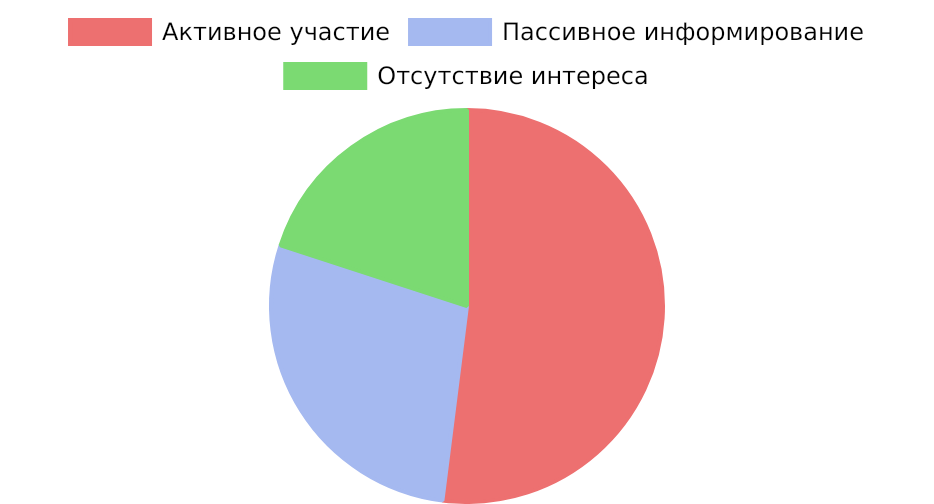 Активное участие Пассивное информирование
Отсутствие интереса